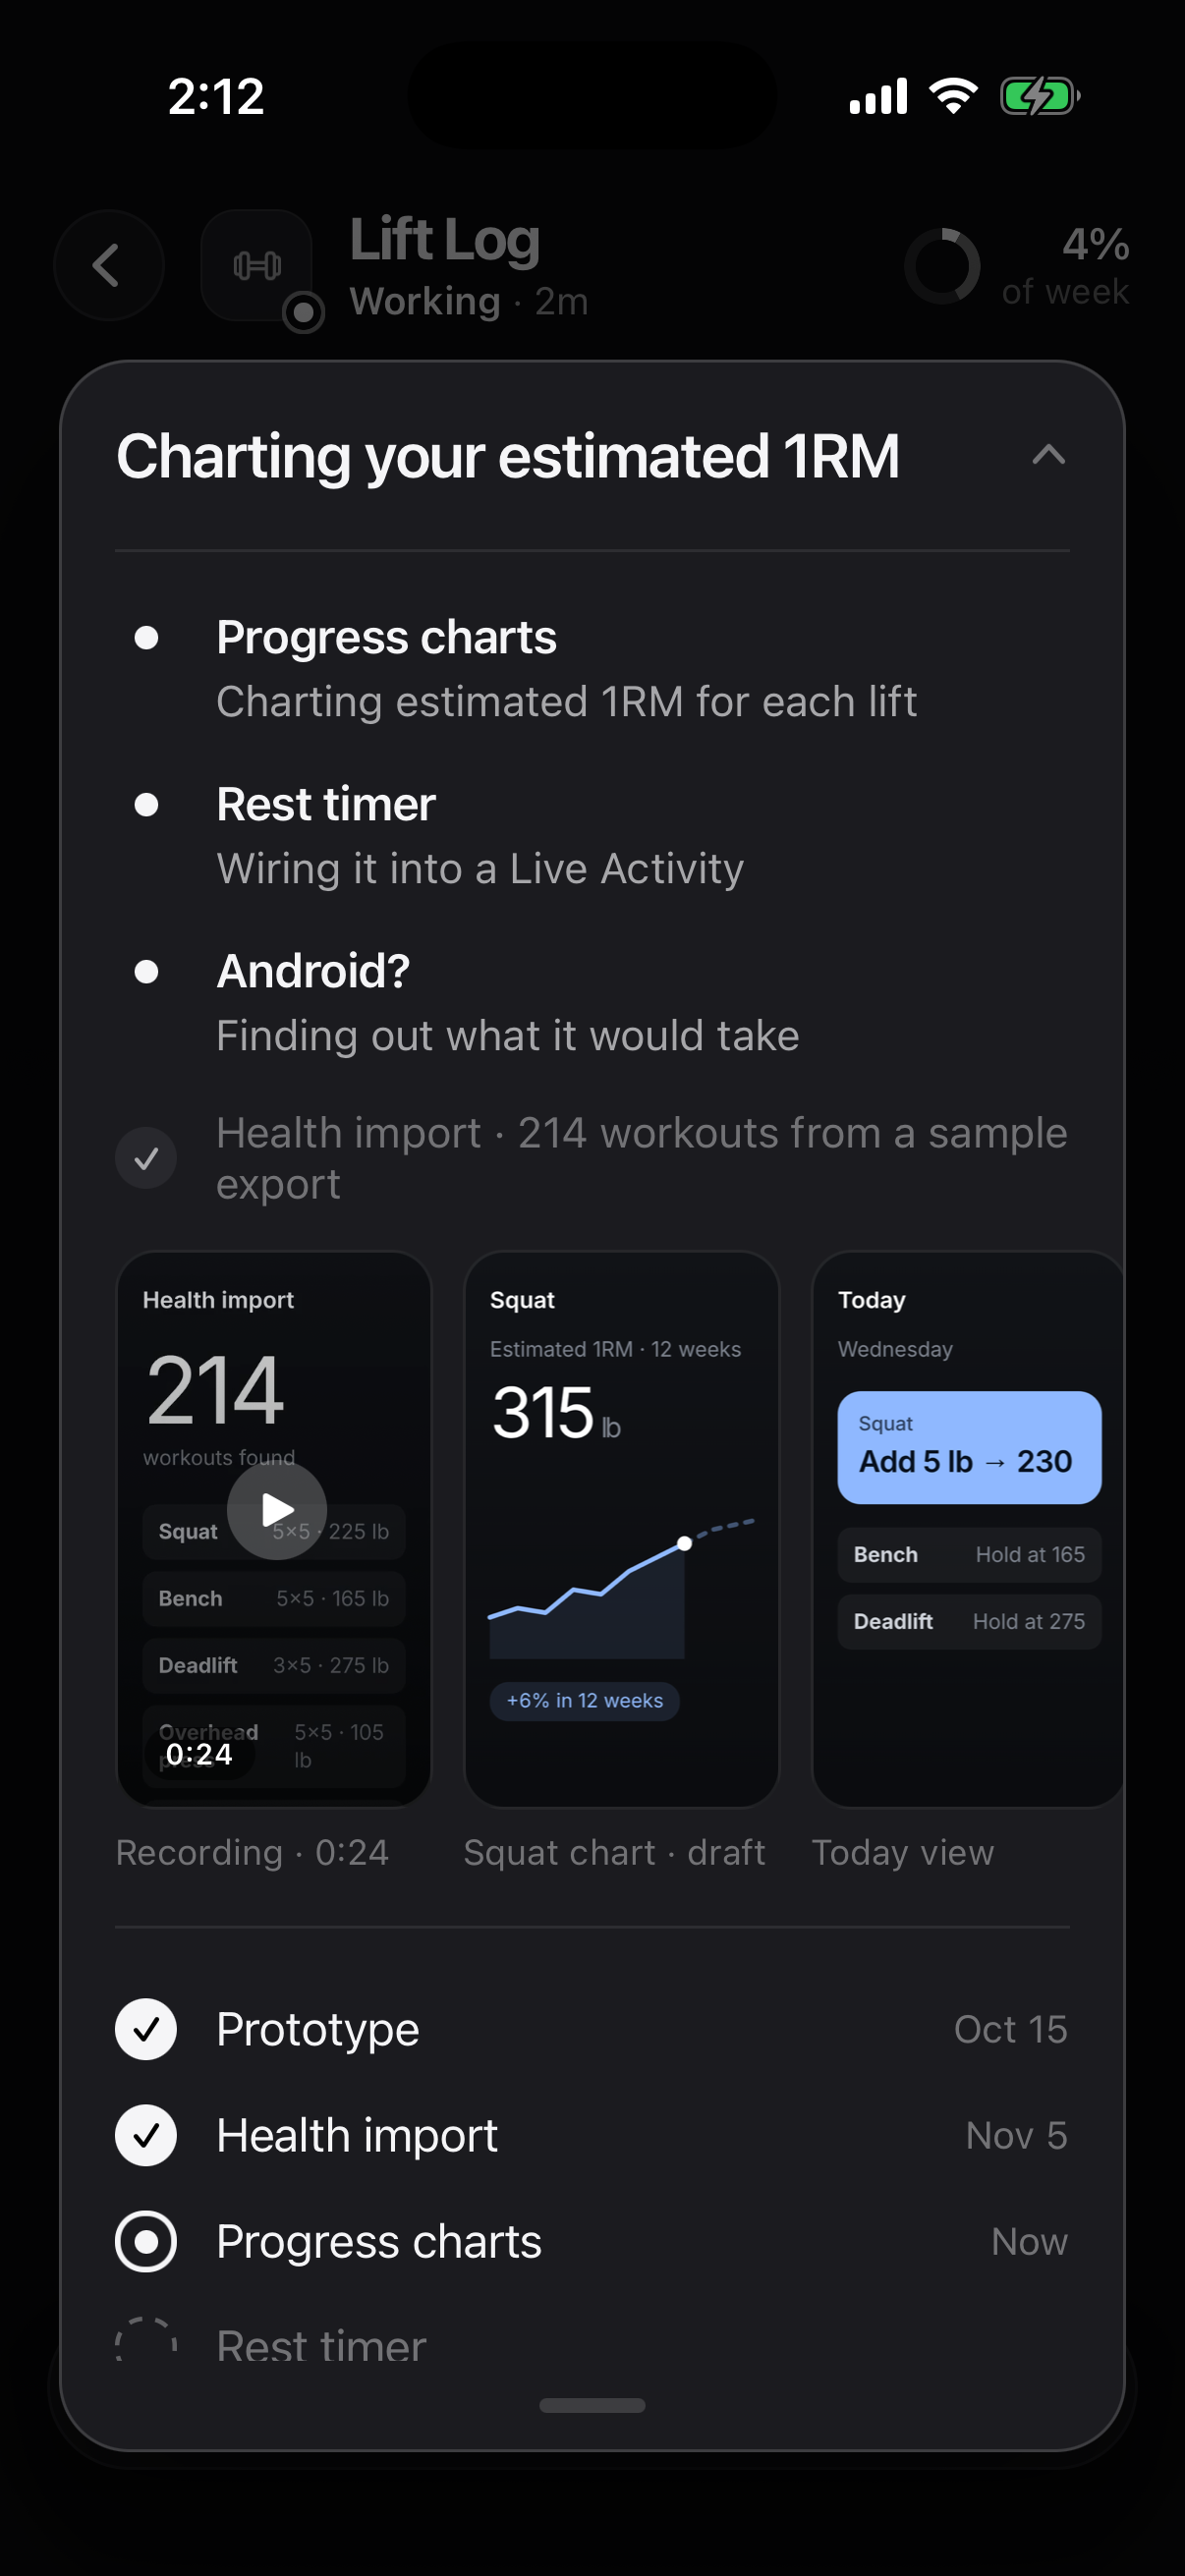 2:12
Lift Log
Working · 2m
4%
of week
Charting your estimated 1RM
Progress charts
Charting estimated 1RM for each lift
Rest timer
Wiring it into a Live Activity
Android?
Finding out what it would take
Health import · 214 workouts from a sample
export
Health import
214
workouts found
Squat 5×5 · 225 lb
Bench 5×5 · 165 lb
Deadlift 3×5 · 275 lb
Overhead 5×5 · 105
press lb
0:24
Recording · 0:24
Squat
Estimated 1RM · 12 weeks
315 lb
+6% in 12 weeks
Squat chart · draft
Today
Wednesday
Squat
Add 5 lb → 230
Bench Hold at 165
Deadlift Hold at 275
Today view
Prototype Oct 15
Health import Nov 5
Progress charts Now
Rest timer